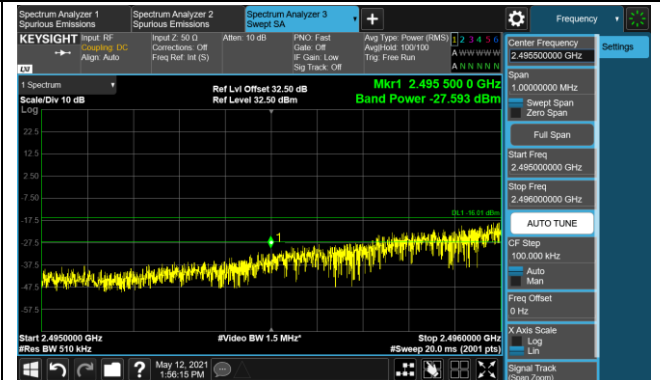 Spectrum Analyzer 1
Spurious Emissions
Spectrum Analyzer 2
Spurious Emissions
Spectrum Analyzer 3
Swept SA
Frequency
KEYSIGHT
Input: RF
Coupling: DC
Align: Auto
Input Z: 50 Ω
Corrections: Off
Freq Ref: Int (S)
Atten: 10 dB
PNO: Fast
Gate: Off
IF Gain: Low
Sig Track: Off
Avg Type: Power (RMS)
Avg|Hold: 100/100
Trig: Free Run
1 2 3 4 5 6
A W W W W W
A N N N N N
LXI
Center Frequency
2.495500000 GHz
Settings
Span
1.00000000 MHz
Swept Span
Zero Span
Full Span
Start Freq
2.495000000 GHz
Stop Freq
2.496000000 GHz
AUTO TUNE
CF Step
100.000 kHz
Auto
Man
Freq Offset
0 Hz
X Axis Scale
Log
Lin
Signal Track
(Span Zoom)
1 Spectrum
Scale/Div 10 dB
Log
Ref Lvl Offset 32.50 dB
Ref Level 32.50 dBm
Mkr1 2.495 500 0 GHz
Band Power -27.593 dBm
22.5
12.5
2.50
-7.50
-17.5
-27.5
-37.5
-47.5
-57.5
DL1 -16.01 dBm
1
Start 2.4950000 GHz
#Res BW 510 kHz
#Video BW 1.5 MHz*
Stop 2.4960000 GHz
#Sweep 20.0 ms (2001 pts)
?
May 12, 2021
1:56:15 PM